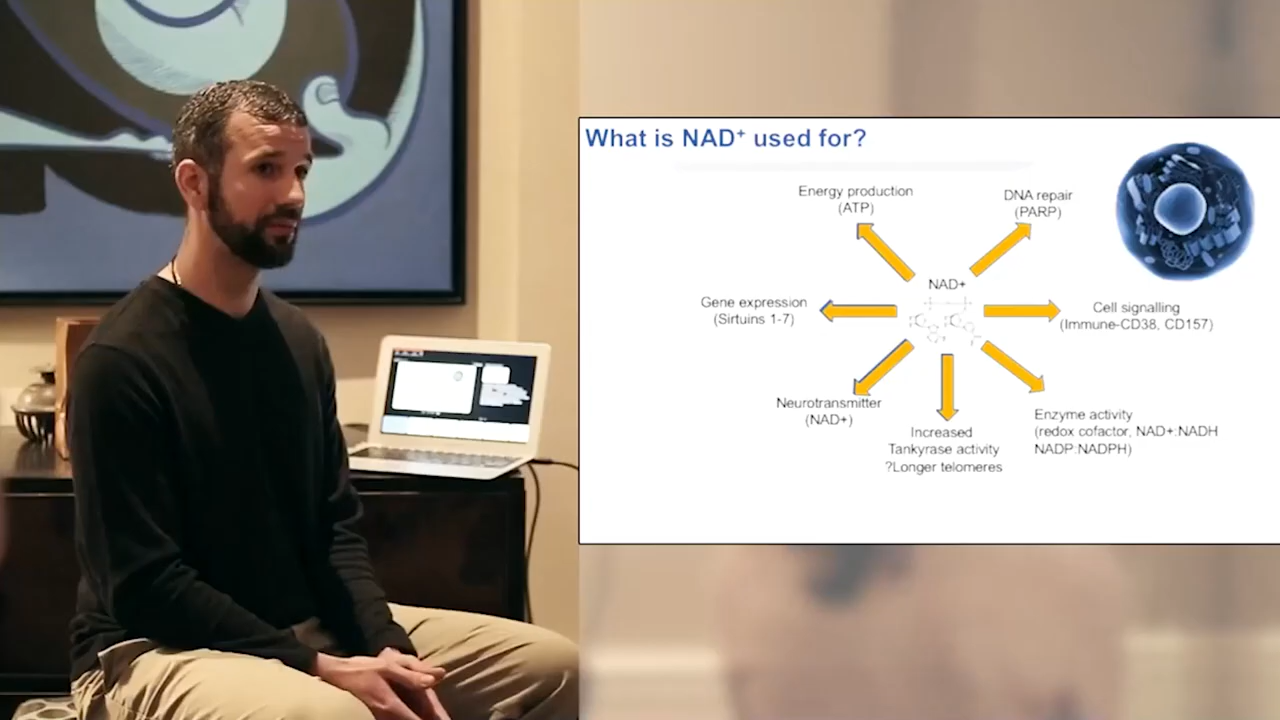 What is NAD⁺ used for?
Energy production
(ATP)
DNA repair
(PARP)
NAD+
Gene expression
(Sirtuins 1-7)
Cell signalling
(Immune-CD38, CD157)
Neurotransmitter
(NAD+)
Increased
Tankyrase activity
?Longer telomeres
Enzyme activity
(redox cofactor, NAD+:NADH
NADP:NADPH)